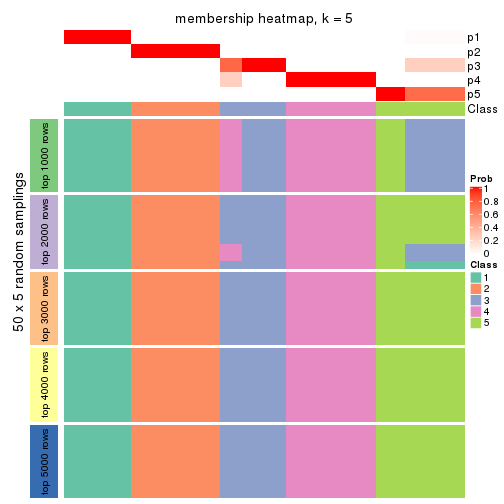 membership heatmap, k = 5
p1
p2
p3
p4
p5
Class
50 x 5 random samplings
top 1000 rows
top 2000 rows
top 3000 rows
top 4000 rows
top 5000 rows
Prob
1
0.8
0.6
0.4
0.2
0
Class
1
2
3
4
5